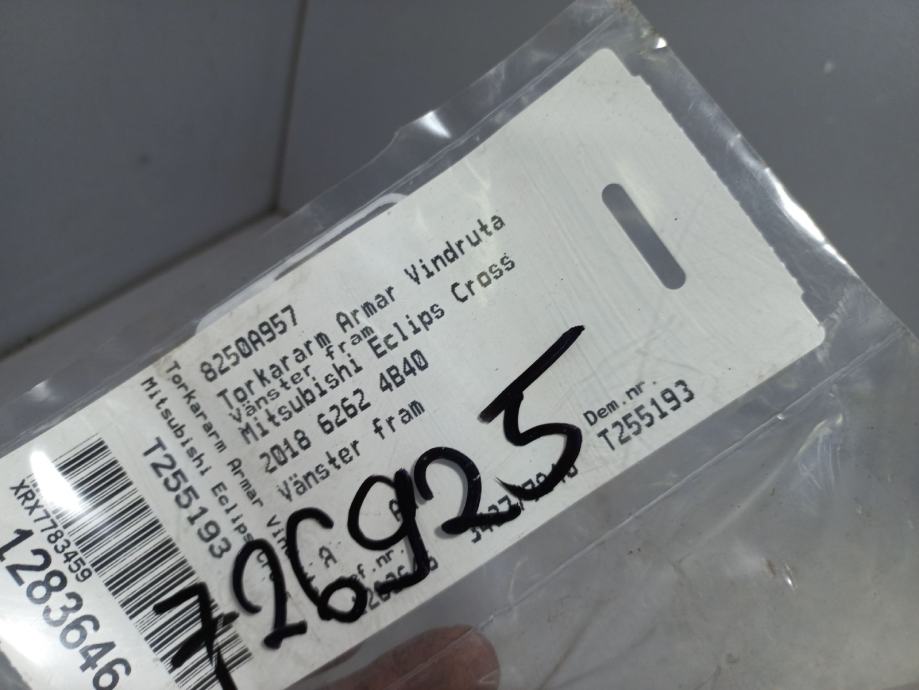 8250A957
Torkararm Armar Vindruta
Vänster fram
Mitsubishi Eclips Cross
2018 6262 4B40
Vänster fram
Dem.nr.
T255193
A
726925
Torkararm Armar
Mitsubishi Eclips
T255193
XRX7783459
1283646